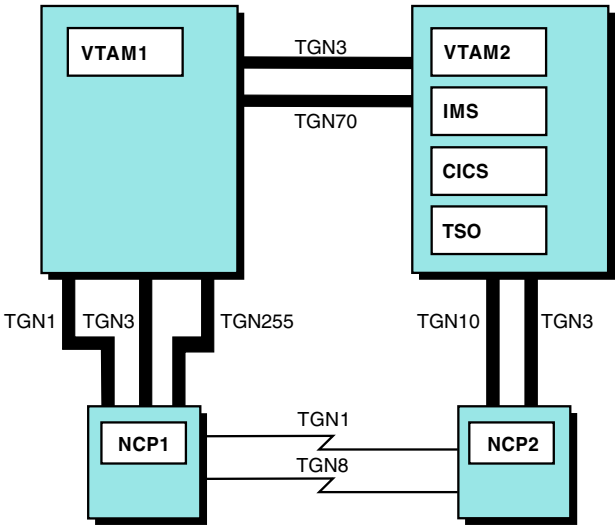 VTAM1
TGN3
VTAM2
TGN70
IMS
CICS
TSO
TGN1
TGN3
TGN255
TGN10
TGN3
NCP1
TGN1
NCP2
TGN8